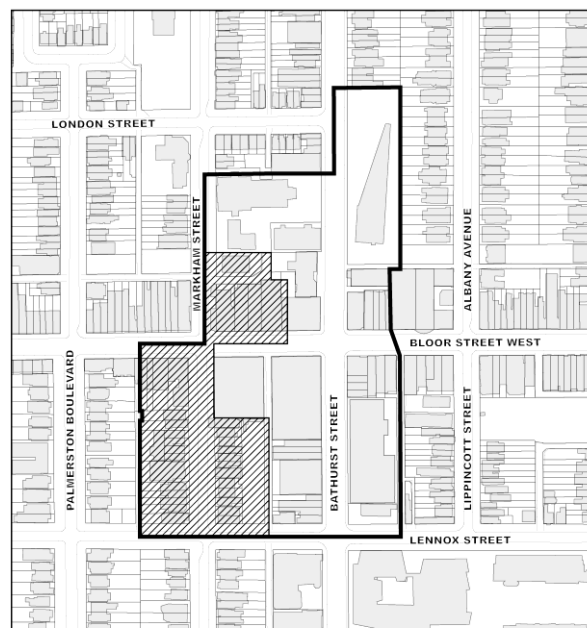 LONDON STREET
MARKHAM STREET
ALBANY AVENUE
BLOOR STREET WEST
PALMERSTON BOULEVARD
BATHURST STREET
LIPPINCOTT STREET
LENNOX STREET